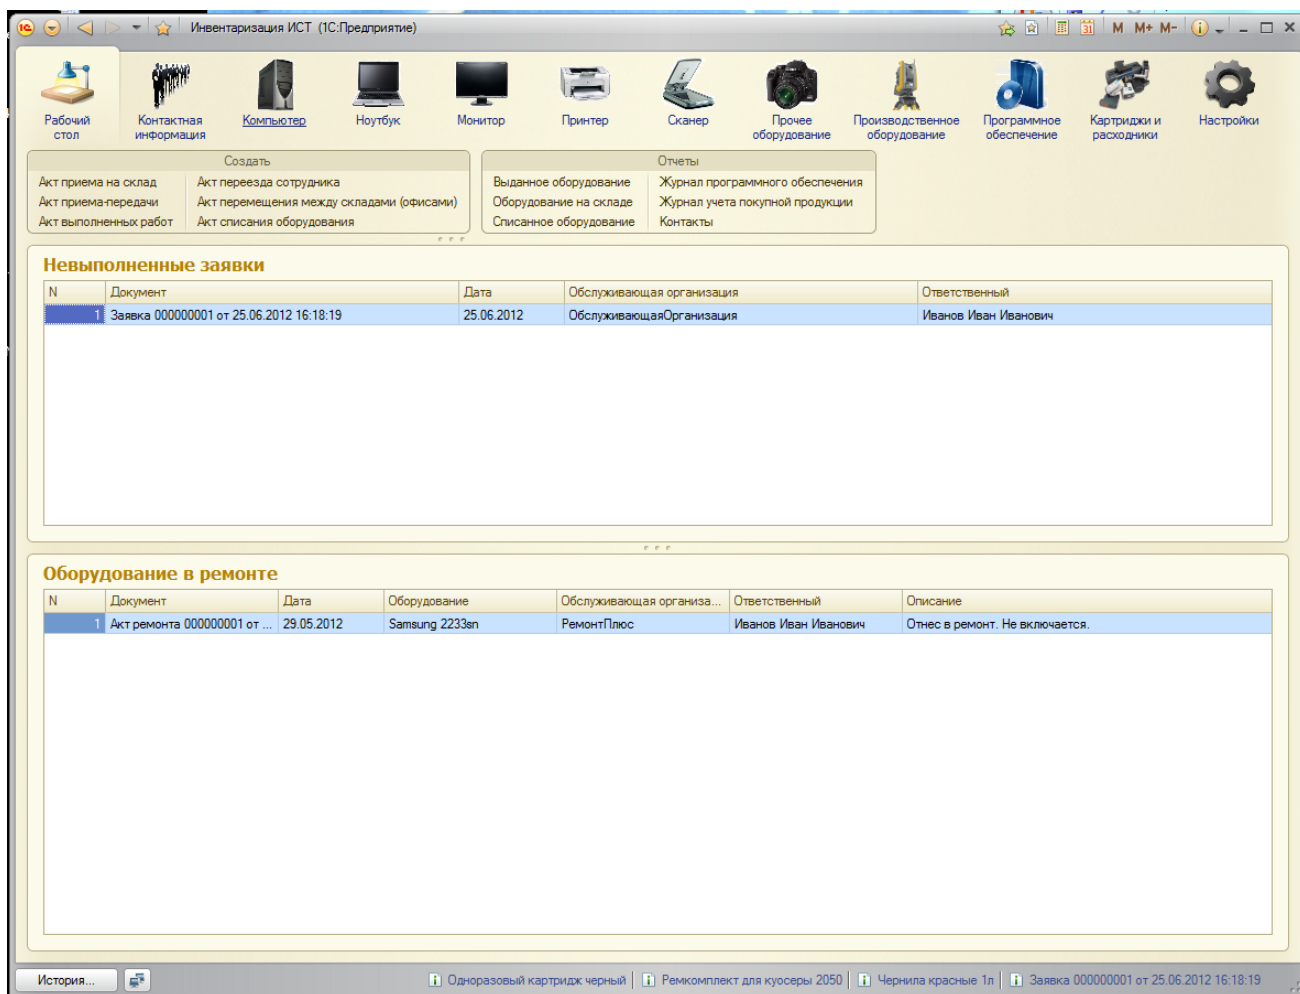 Инвентаризация ИСТ (1С:Предприятие)
M M+ M-
Рабочий стол
Контактная информация
Компьютер
Ноутбук
Монитор
Принтер
Сканер
Прочее оборудование
Производственное оборудование
Программное обеспечение
Картриджи и расходники
Настройки
Создать
Акт приема на склад
Акт переезда сотрудника
Акт приема-передачи
Акт перемещения между складами (офисами)
Акт выполненных работ
Акт списания оборудования
Отчеты
Выданное оборудование
Журнал программного обеспечения
Оборудование на складе
Журнал учета покупной продукции
Списанное оборудование
Контакты
Невыполненные заявки
N Документ Дата Обслуживающая организация Ответственный
1 Заявка 000000001 от 25.06.2012 16:18:19 25.06.2012 ОбслуживающаяОрганизация Иванов Иван Иванович
Оборудование в ремонте
N Документ Дата Оборудование Обслуживающая организа... Ответственный Описание
1 Акт ремонта 000000001 от ... 29.05.2012 Samsung 2233sn РемонтПлюс Иванов Иван Иванович Отнес в ремонт. Не включается.
История... Одноразовый картридж черный Ремкомплект для куосеры 2050 Чернила красные 1л Заявка 000000001 от 25.06.2012 16:18:19